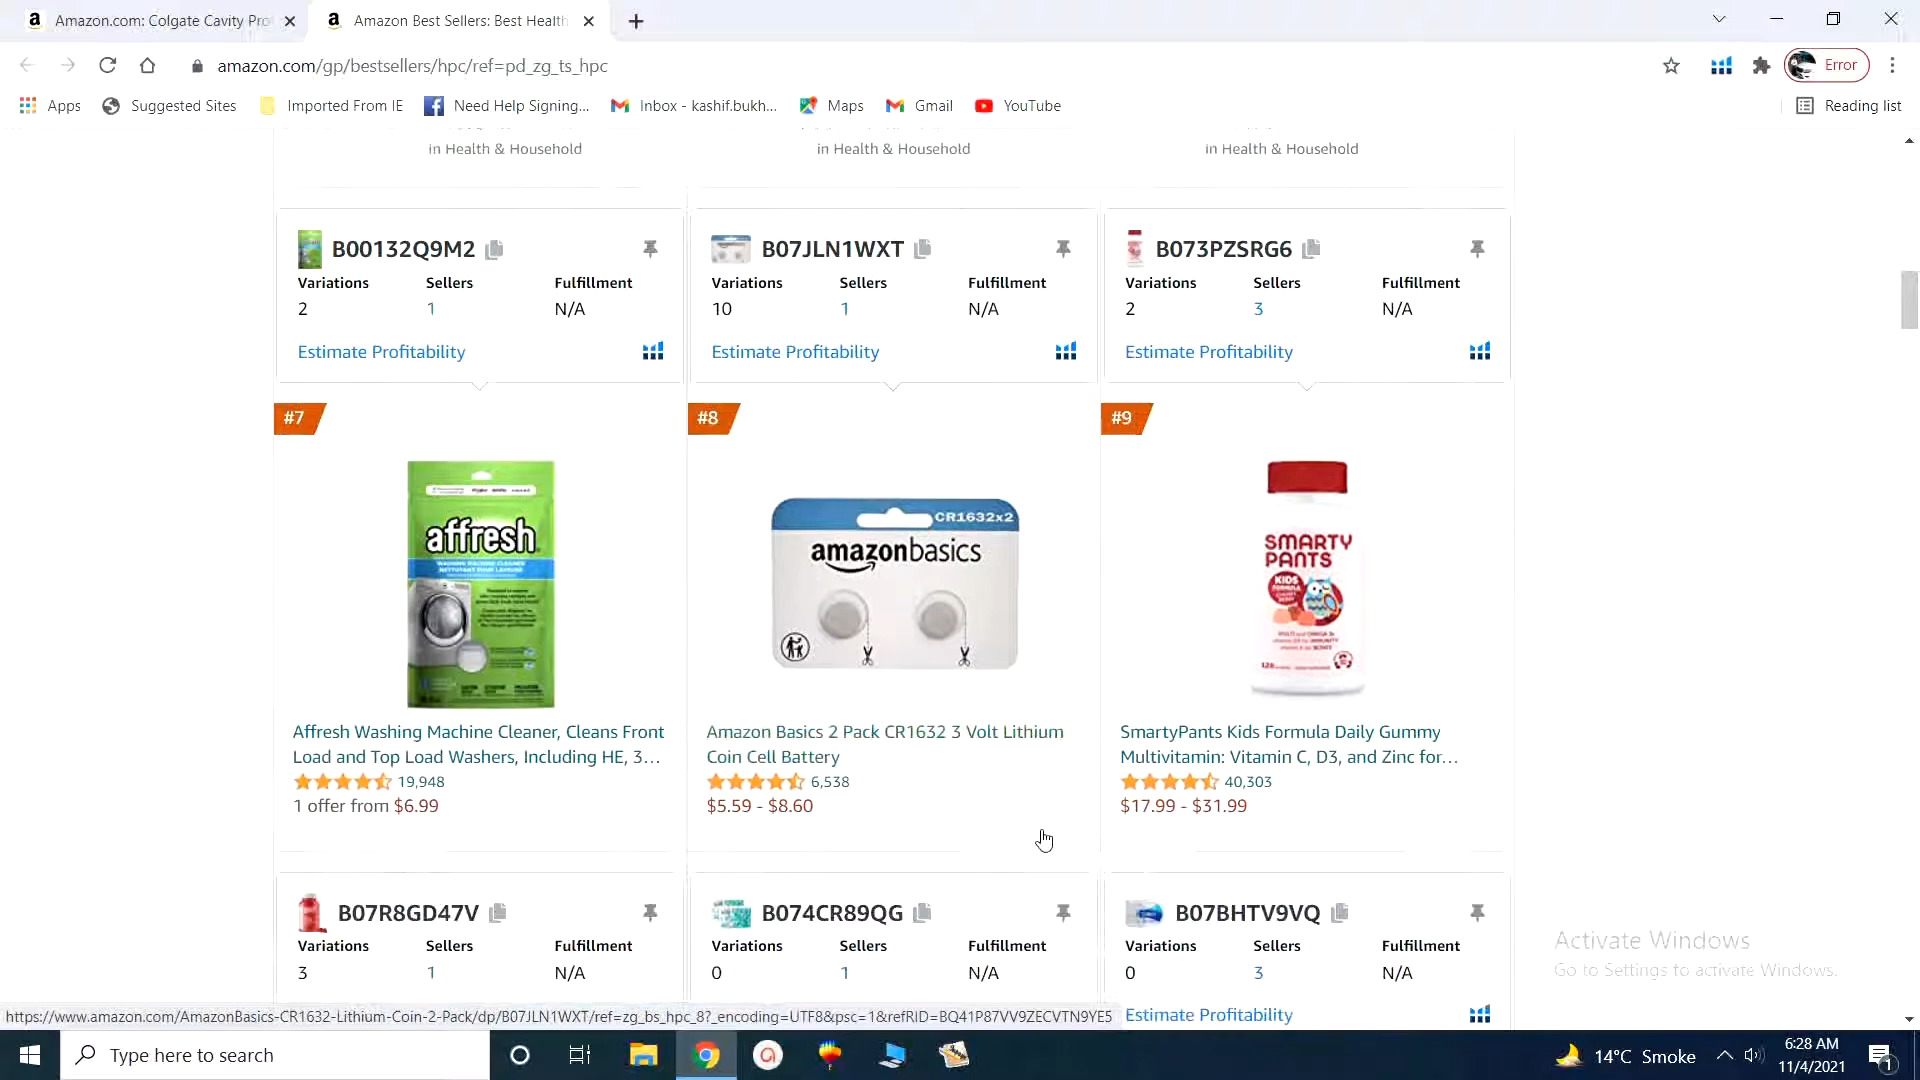 Amazon.com: Colgate Cavity Pro
Amazon Best Sellers: Best Health
amazon.com/gp/bestsellers/hpc/ref=pd_zg_ts_hpc
Error
Apps
Suggested Sites
Imported From IE
Need Help Signing...
Inbox - kashif.bukh...
Maps
Gmail
YouTube
Reading list
in Health & Household
in Health & Household
in Health & Household
B00132Q9M2
Variations Sellers Fulfillment
2 1 N/A
Estimate Profitability
B07JLN1WXT
Variations Sellers Fulfillment
10 1 N/A
Estimate Profitability
B073PZSRG6
Variations Sellers Fulfillment
2 3 N/A
Estimate Profitability
#7
affresh
WASHING MACHINE CLEANER
Affresh Washing Machine Cleaner, Cleans Front
Load and Top Load Washers, Including HE, 3...
19,948
1 offer from $6.99
#8
CR1632x2
amazonbasics
Amazon Basics 2 Pack CR1632 3 Volt Lithium
Coin Cell Battery
6,538
$5.59 - $8.60
#9
SMARTY
PANTS
KIDS
FORMULA
SmartyPants Kids Formula Daily Gummy
Multivitamin: Vitamin C, D3, and Zinc for...
40,303
$17.99 - $31.99
B07R8GD47V
Variations Sellers Fulfillment
3 1 N/A
B074CR89QG
Variations Sellers Fulfillment
0 1 N/A
B07BHTV9VQ
Variations Sellers Fulfillment
0 3 N/A
Estimate Profitability
Activate Windows
Go to Settings to activate Windows.
https://www.amazon.com/AmazonBasics-CR1632-Lithium-Coin-2-Pack/dp/B07JLN1WXT/ref=zg_bs_hpc_8?_encoding=UTF8&psc=1&refRID=BQ41P87VV9ZECVTN9YE5
Type here to search
14°C Smoke
6:28 AM
11/4/2021
1